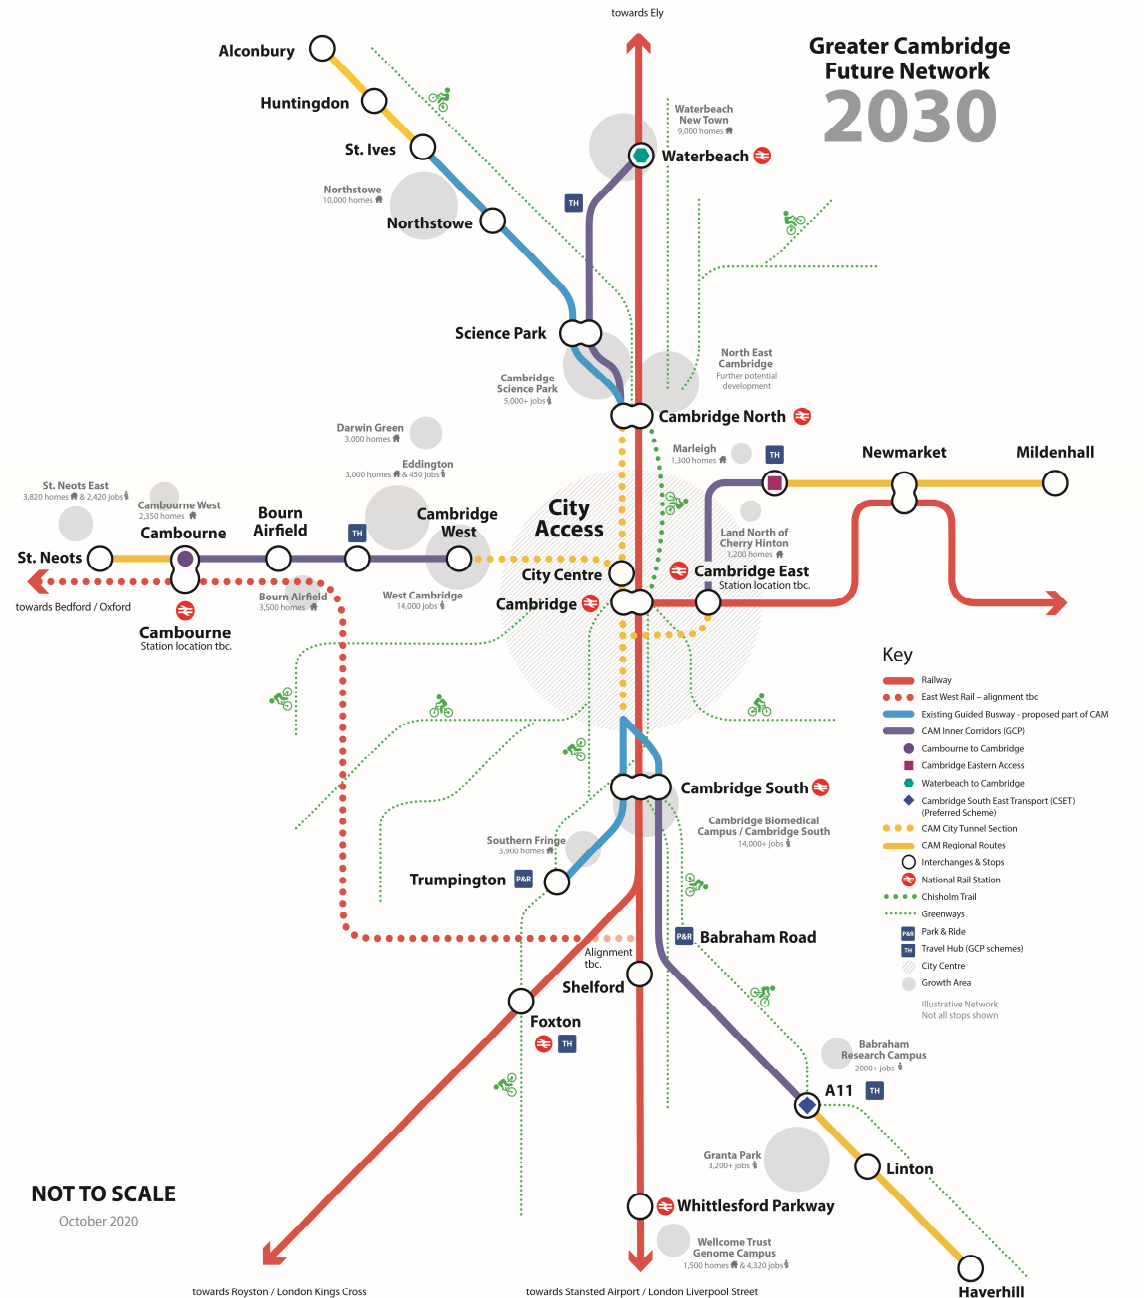 towards Ely
Greater Cambridge
Future Network
2030
Alconbury
Huntingdon
St. Ives
Waterbeach
New Town
9,000 homes
Waterbeach
TH
Northstowe
10,000 homes
Northstowe
Science Park
Cambridge
Science Park
5,000+ jobs
North East
Cambridge
Further potential
development
Cambridge North
Darwin Green
3,000 homes
Eddington
3,000 homes & 450 jobs
Marleigh
1,300 homes
TH
Newmarket
Mildenhall
St. Neots East
3,820 homes & 2,420 jobs
Cambourne West
2,350 homes
Cambourne
Bourn
Airfield
TH
Cambridge
West
City
Access
Land North of
Cherry Hinton
1,200 homes
St. Neots
City Centre
Cambridge East
Station location tbc.
towards Bedford / Oxford
Bourn Airfield
3,500 homes
West Cambridge
14,000 jobs
Cambridge
Cambourne
Station location tbc.
Key
Railway
East West Rail – alignment tbc
Existing Guided Busway - proposed part of CAM
CAM Inner Corridors (GCP)
Cambourne to Cambridge
Cambridge Eastern Access
Waterbeach to Cambridge
Cambridge South East Transport (CSET)
(Preferred Scheme)
CAM City Tunnel Section
CAM Regional Routes
Interchanges & Stops
National Rail Station
Chisholm Trail
Greenways
P&R Park & Ride
TH Travel Hub (GCP schemes)
City Centre
Growth Area
Illustrative Network
Not all stops shown
Cambridge South
Cambridge Biomedical
Campus / Cambridge South
14,000+ jobs
Southern Fringe
3,900 homes
Trumpington P&R
P&R Babraham Road
Alignment
tbc.
Shelford
Foxton
TH
Babraham
Research Campus
2000+ jobs
A11 TH
Granta Park
3,200+ jobs
Linton
NOT TO SCALE
October 2020
Whittlesford Parkway
Wellcome Trust
Genome Campus
1,500 homes & 4,320 jobs
Haverhill
towards Royston / London Kings Cross
towards Stansted Airport / London Liverpool Street